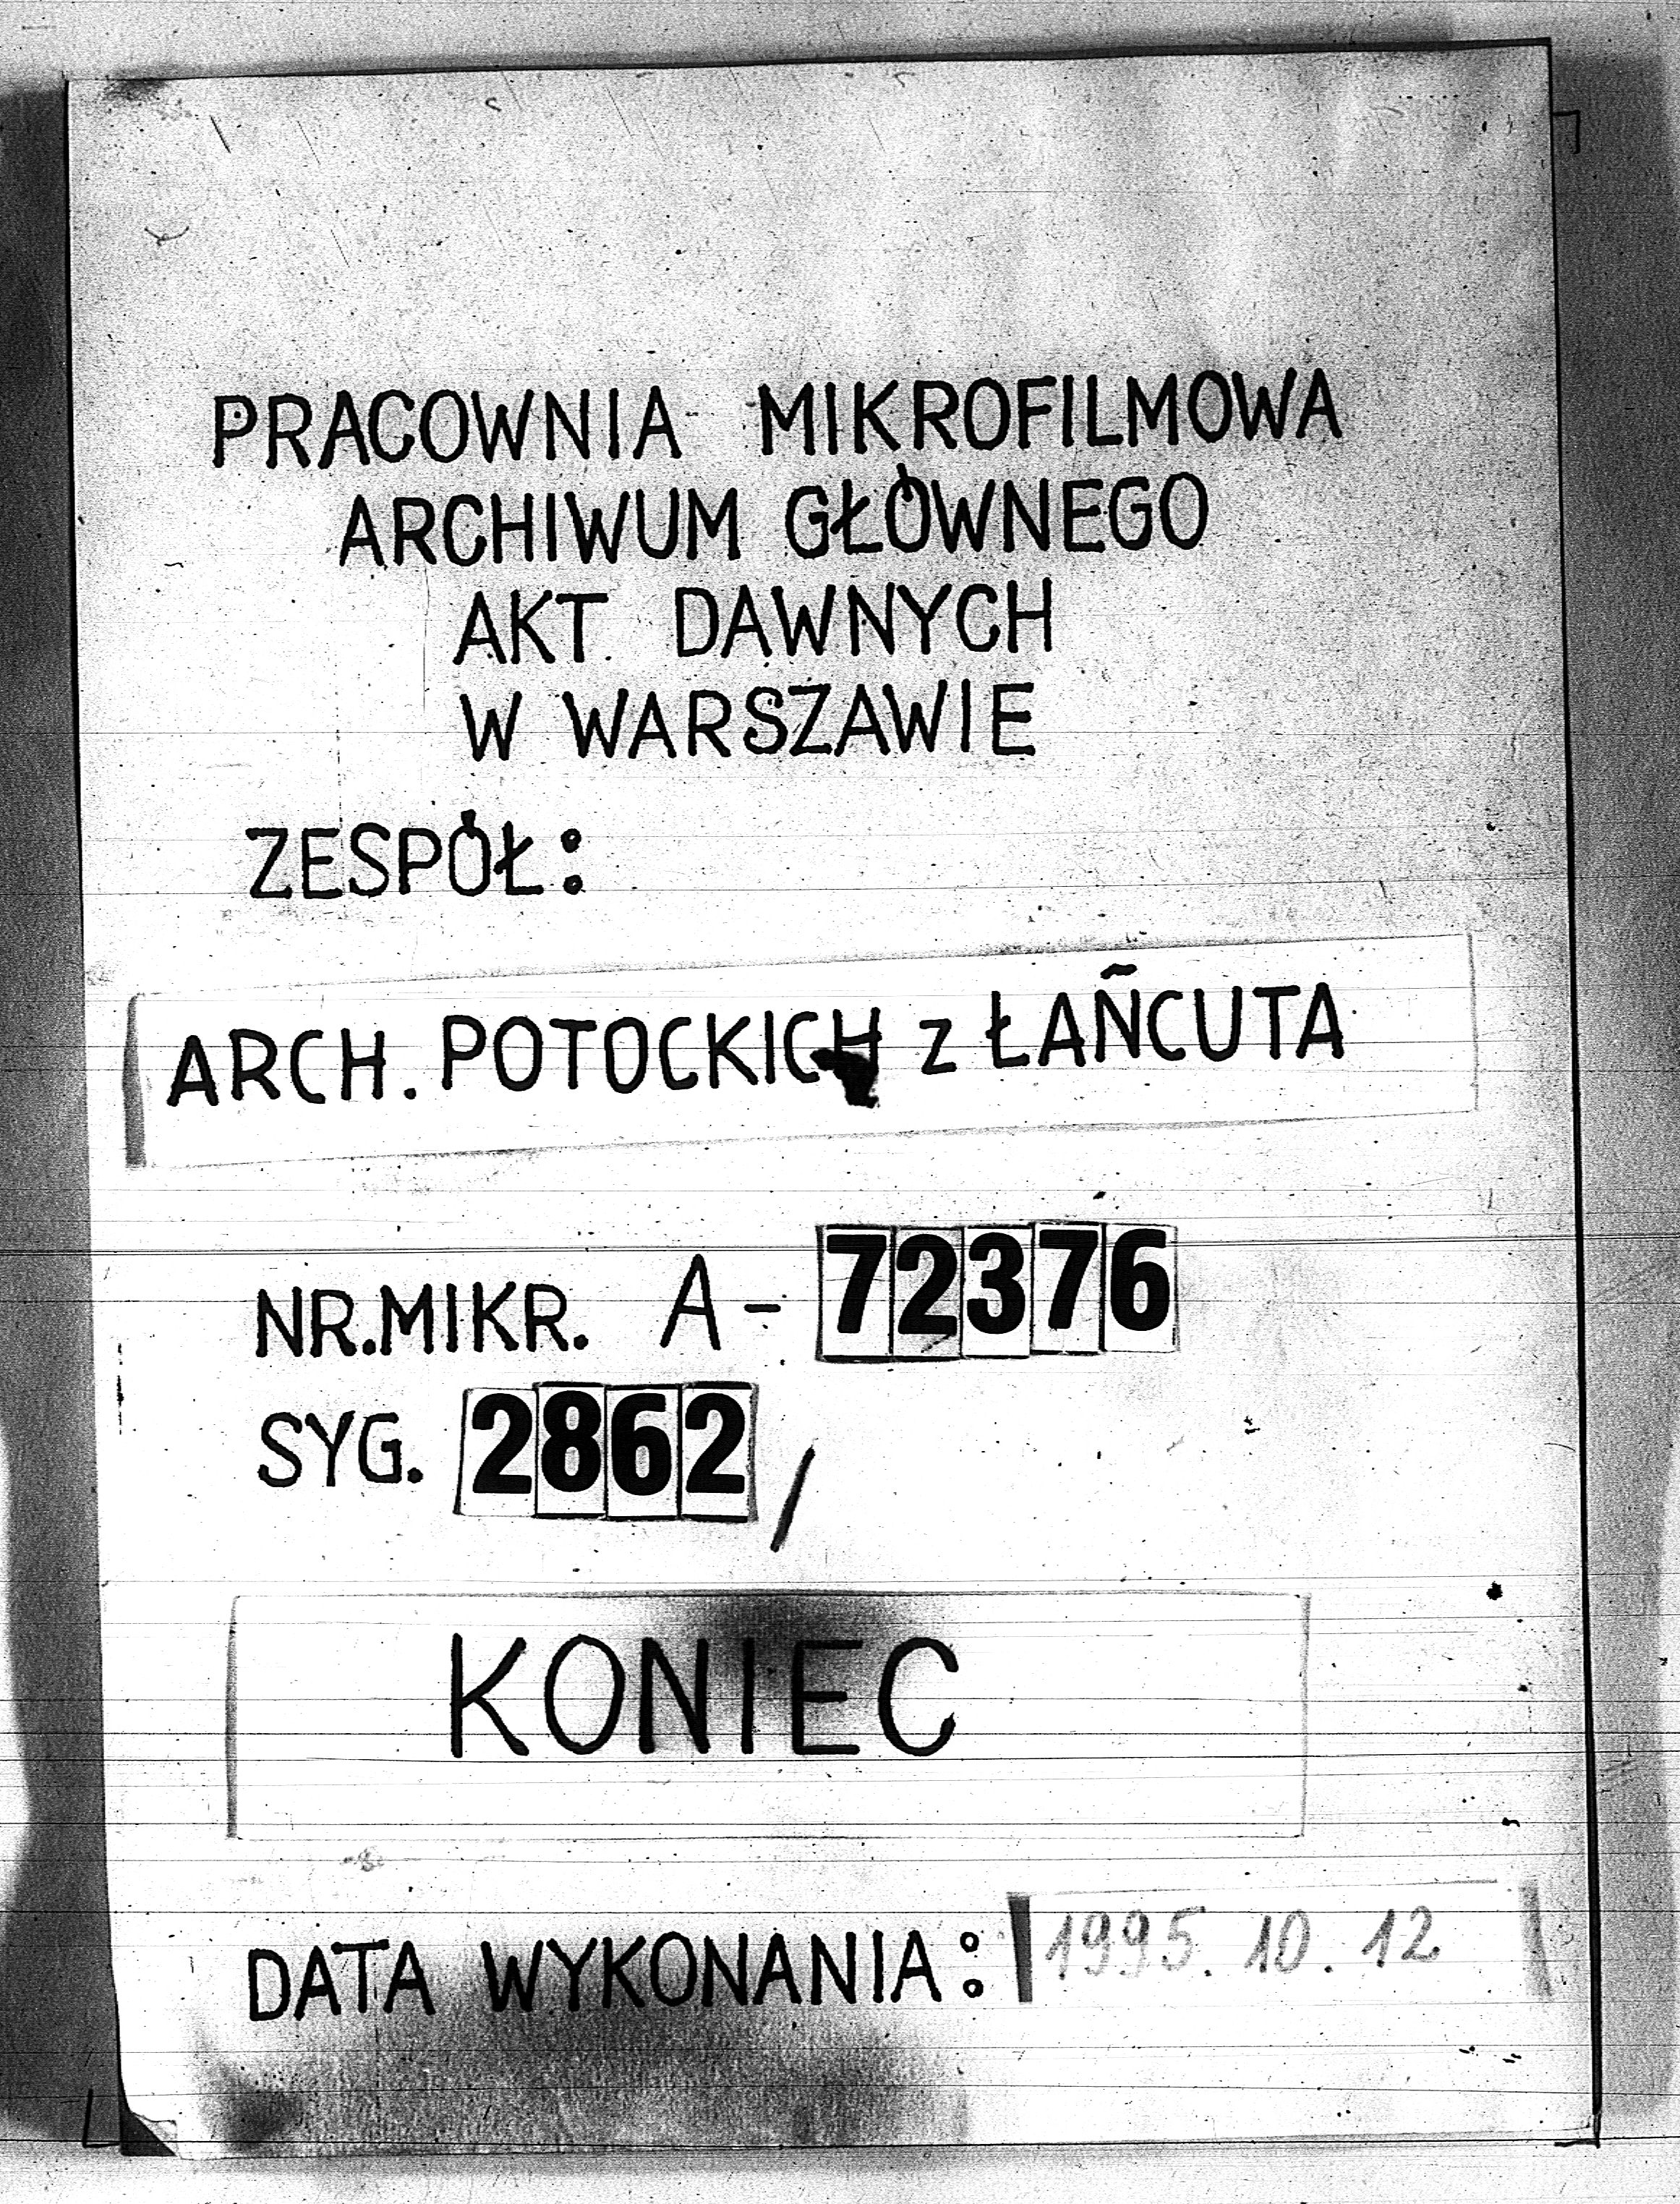 PRACOWNIA MIKROFILMOWA
ARCHIWUM GŁÓWNEGO
AKT DAWNYCH
W WARSZAWIE
ZESPÓŁ:
ARCH. POTOCKICH z ŁAŃCUTA
NR.MIKR. A-72376
SYG. 2862/
KONIEC
DATA WYKONANIA: 1995.10.12